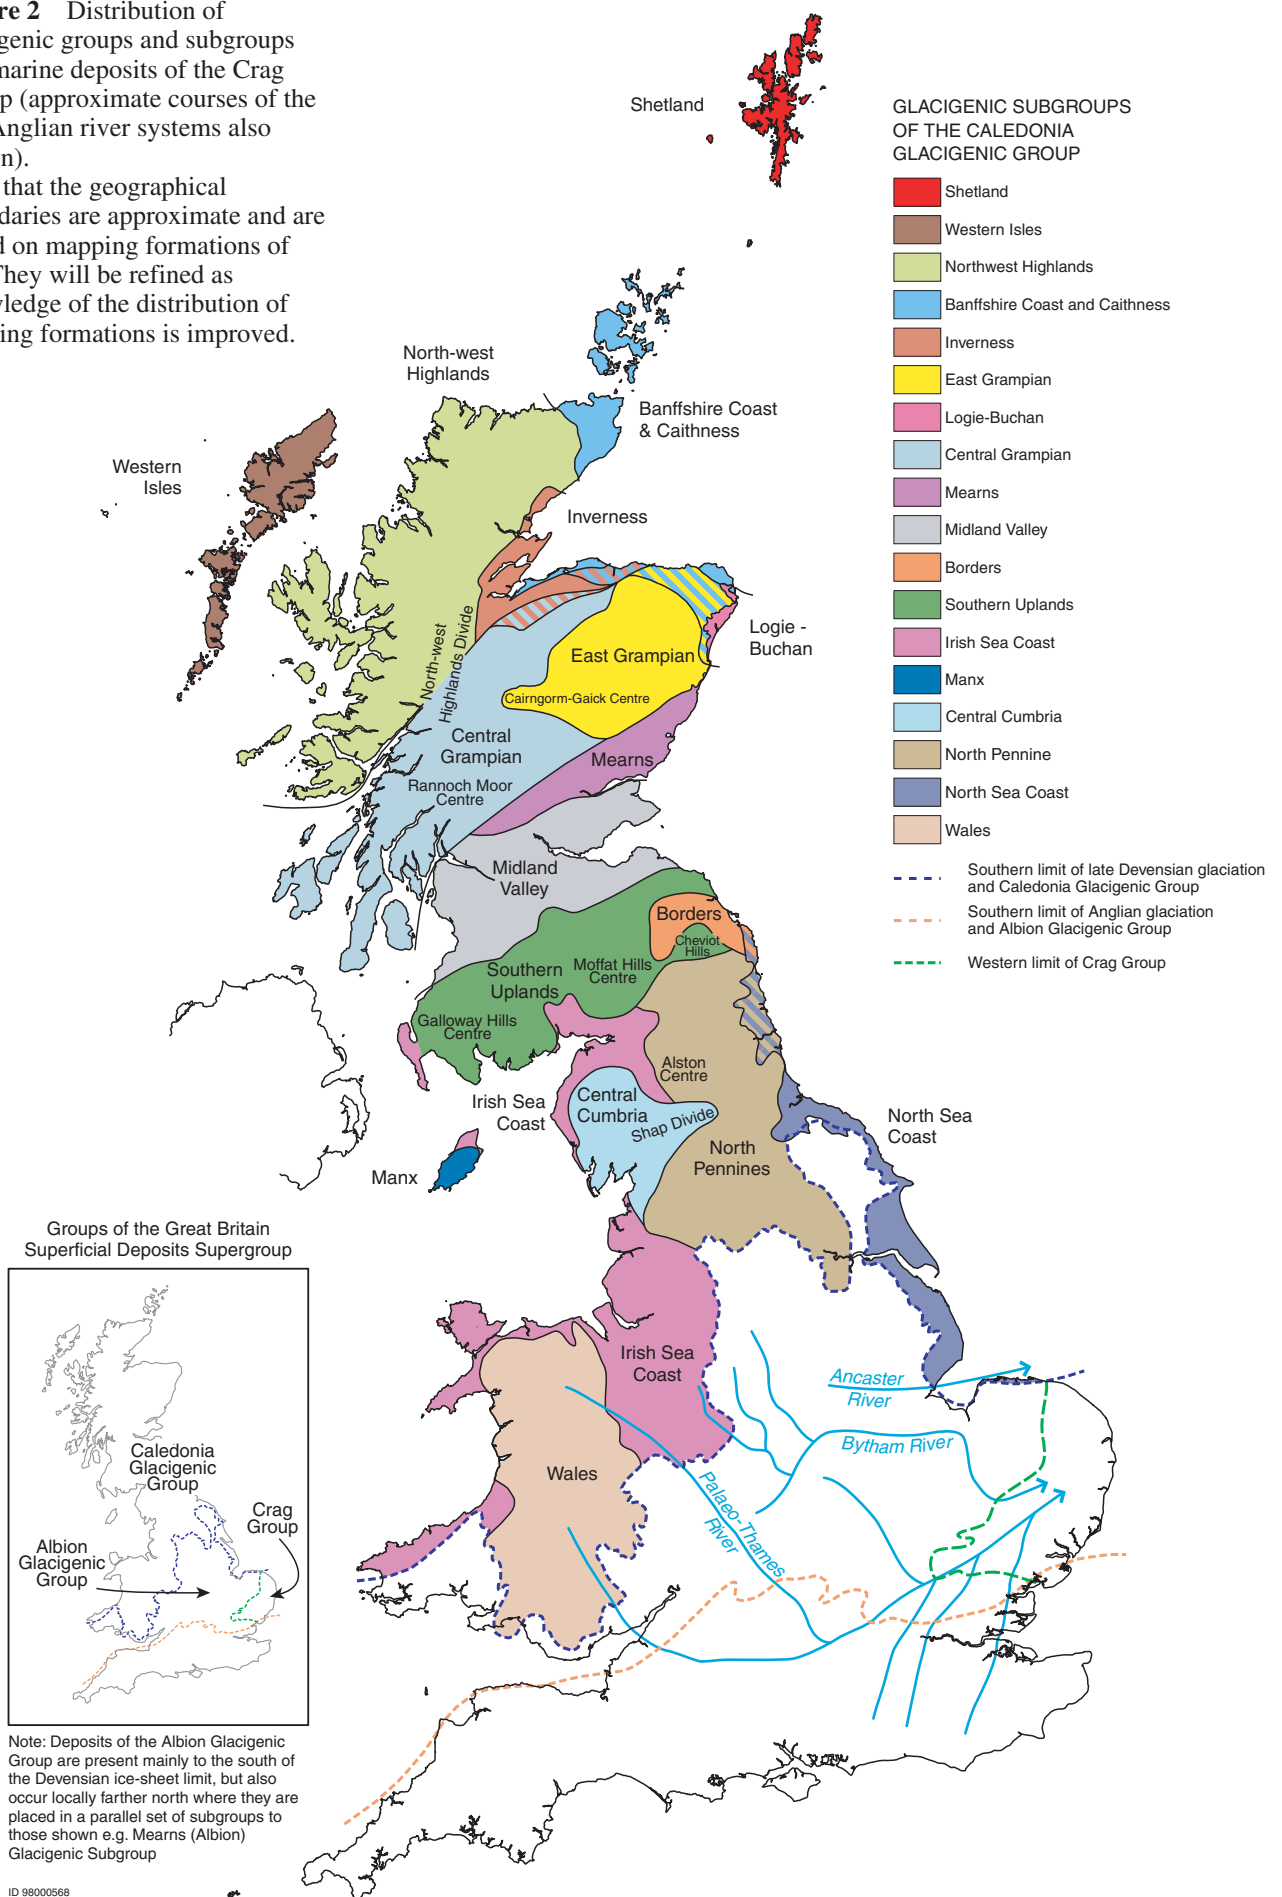 re 2 Distribution of
genic groups and subgroups
marine deposits of the Crag
p (approximate courses of the
Anglian river systems also
n).
that the geographical
daries are approximate and are
d on mapping formations of
They will be refined as
ledge of the distribution of
ing formations is improved.
Shetland
GLACIGENIC SUBGROUPS
OF THE CALEDONIA
GLACIGENIC GROUP
Shetland
Western Isles
Northwest Highlands
Banffshire Coast and Caithness
Inverness
East Grampian
Logie-Buchan
Central Grampian
Mearns
Midland Valley
Borders
Southern Uplands
Irish Sea Coast
Manx
Central Cumbria
North Pennine
North Sea Coast
Wales
Southern limit of late Devensian glaciation
and Caledonia Glacigenic Group
Southern limit of Anglian glaciation
and Albion Glacigenic Group
Western limit of Crag Group
North-west
Highlands
Banffshire Coast
& Caithness
Western
Isles
Inverness
Logie -
Buchan
North-west
Highlands Divide
East Grampian
Cairngorm-Gaick Centre
Central
Grampian
Mearns
Rannoch Moor
Centre
Midland
Valley
Borders
Cheviot
Hills
Southern
Uplands
Moffat Hills
Centre
Galloway Hills
Centre
Alston
Centre
Irish Sea
Coast
Central
Cumbria
Shap Divide
North Sea
Coast
North
Pennines
Manx
Irish Sea
Coast
Wales
Ancaster
River
Bytham River
Palaeo-Thames
River
Groups of the Great Britain
Superficial Deposits Supergroup
Caledonia
Glacigenic
Group
Crag
Group
Albion
Glacigenic
Group
Note: Deposits of the Albion Glacigenic
Group are present mainly to the south of
the Devensian ice-sheet limit, but also
occur locally farther north where they are
placed in a parallel set of subgroups to
those shown e.g. Mearns (Albion)
Glacigenic Subgroup
ID 98000568